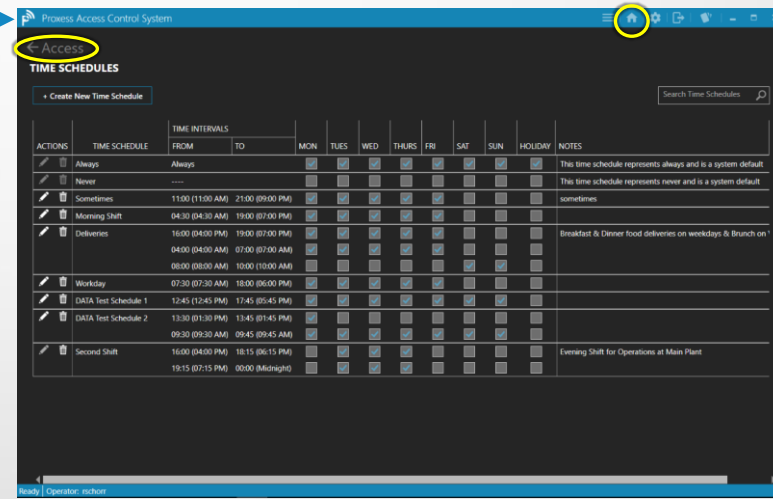 Proxess Access Control System
← Access
TIME SCHEDULES
+ Create New Time Schedule
Search Time Schedules
TIME INTERVALS
ACTIONS TIME SCHEDULE FROM TO MON TUES WED THURS FRI SAT SUN HOLIDAY NOTES
Always Always This time schedule represents always and is a system default
Never ---- This time schedule represents never and is a system default
Sometimes 11:00 (11:00 AM) 21:00 (09:00 PM) sometimes
Morning Shift 04:30 (04:30 AM) 19:00 (07:00 PM)
Deliveries 16:00 (04:00 PM) 19:00 (07:00 PM) Breakfast & Dinner food deliveries on weekdays & Brunch on
04:00 (04:00 AM) 07:00 (07:00 AM)
08:00 (08:00 AM) 10:00 (10:00 AM)
Workday 07:30 (07:30 AM) 18:00 (06:00 PM)
DATA Test Schedule 1 12:45 (12:45 PM) 17:45 (05:45 PM)
DATA Test Schedule 2 13:30 (01:30 PM) 13:45 (01:45 PM)
09:30 (09:30 AM) 09:45 (09:45 AM)
Second Shift 16:00 (04:00 PM) 18:15 (06:15 PM) Evening Shift for Operations at Main Plant
19:15 (07:15 PM) 00:00 (Midnight)
Ready Operator: rschorr